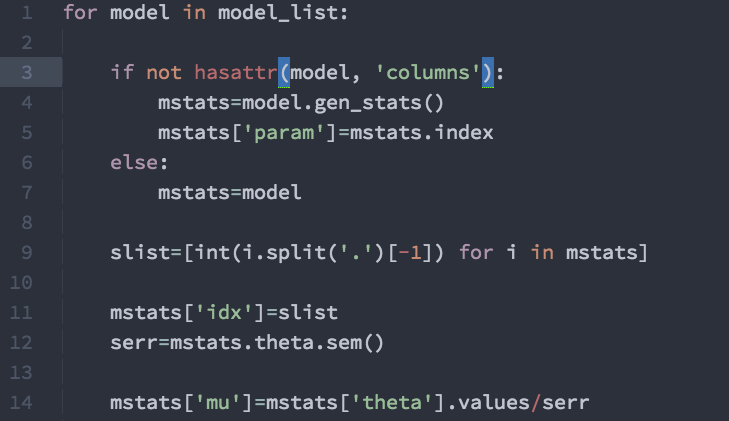 1 for model in model_list:
2
3     if not hasattr(model, 'columns'):
4         mstats=model.gen_stats()
5         mstats['param']=mstats.index
6     else:
7         mstats=model
8
9     slist=[int(i.split('.')[-1]) for i in mstats]
10
11     mstats['idx']=slist
12     serr=mstats.theta.sem()
13
14     mstats['mu']=mstats['theta'].values/serr